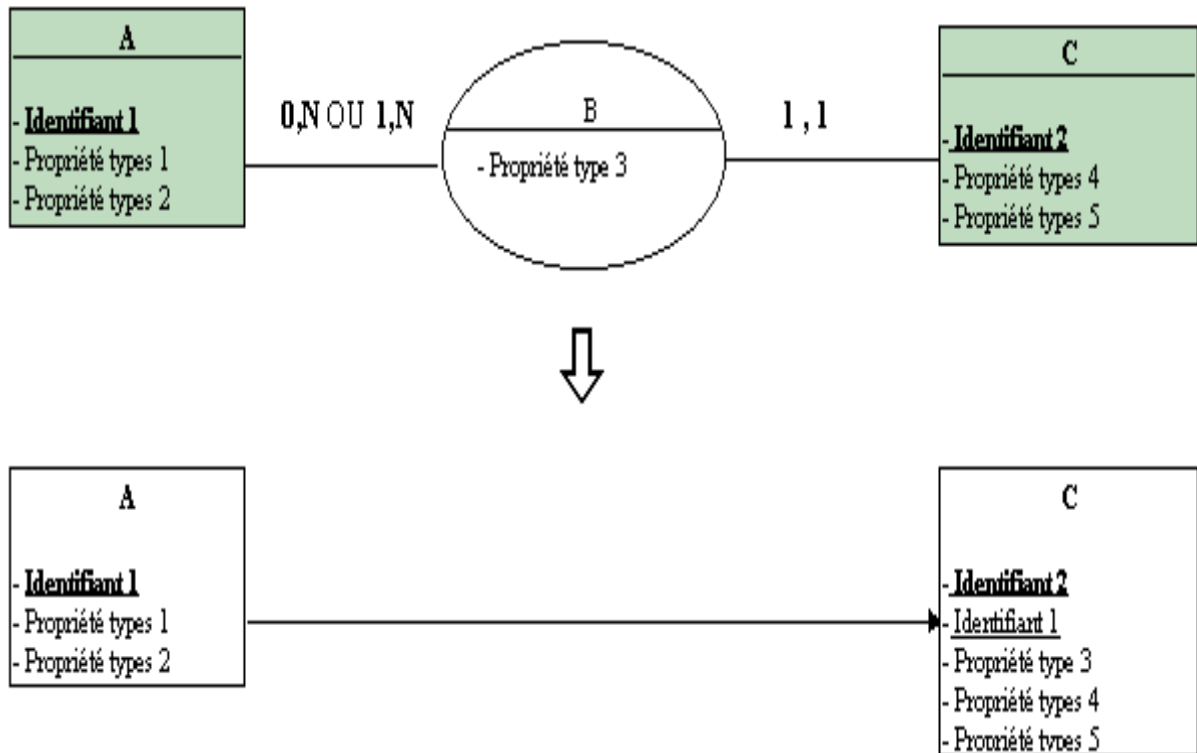 A
- Identifiant 1
- Propriété types 1
- Propriété types 2
0,N OU 1,N
B
- Propriété type 3
1 , 1
C
- Identifiant 2
- Propriété types 4
- Propriété types 5
A
- Identifiant 1
- Propriété types 1
- Propriété types 2
C
- Identifiant 2
- Identifiant 1
- Propriété type 3
- Propriété types 4
- Propriété types 5